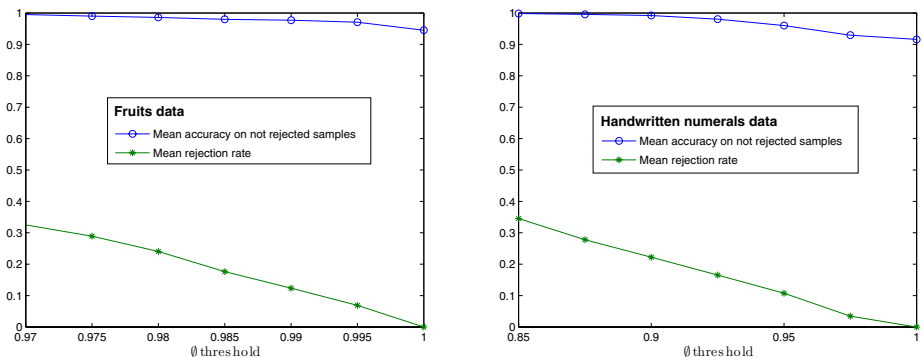 1
0.9
0.8
0.7
0.6
0.5
0.4
0.3
0.2
0.1
0
Fruits data
Mean accuracy on not rejected samples
Mean rejection rate
0.97 0.975 0.98 0.985 0.99 0.995 1
∅ threshold
1
0.9
0.8
0.7
0.6
0.5
0.4
0.3
0.2
0.1
0
Handwritten numerals data
Mean accuracy on not rejected samples
Mean rejection rate
0.85 0.9 0.95 1
∅ threshold